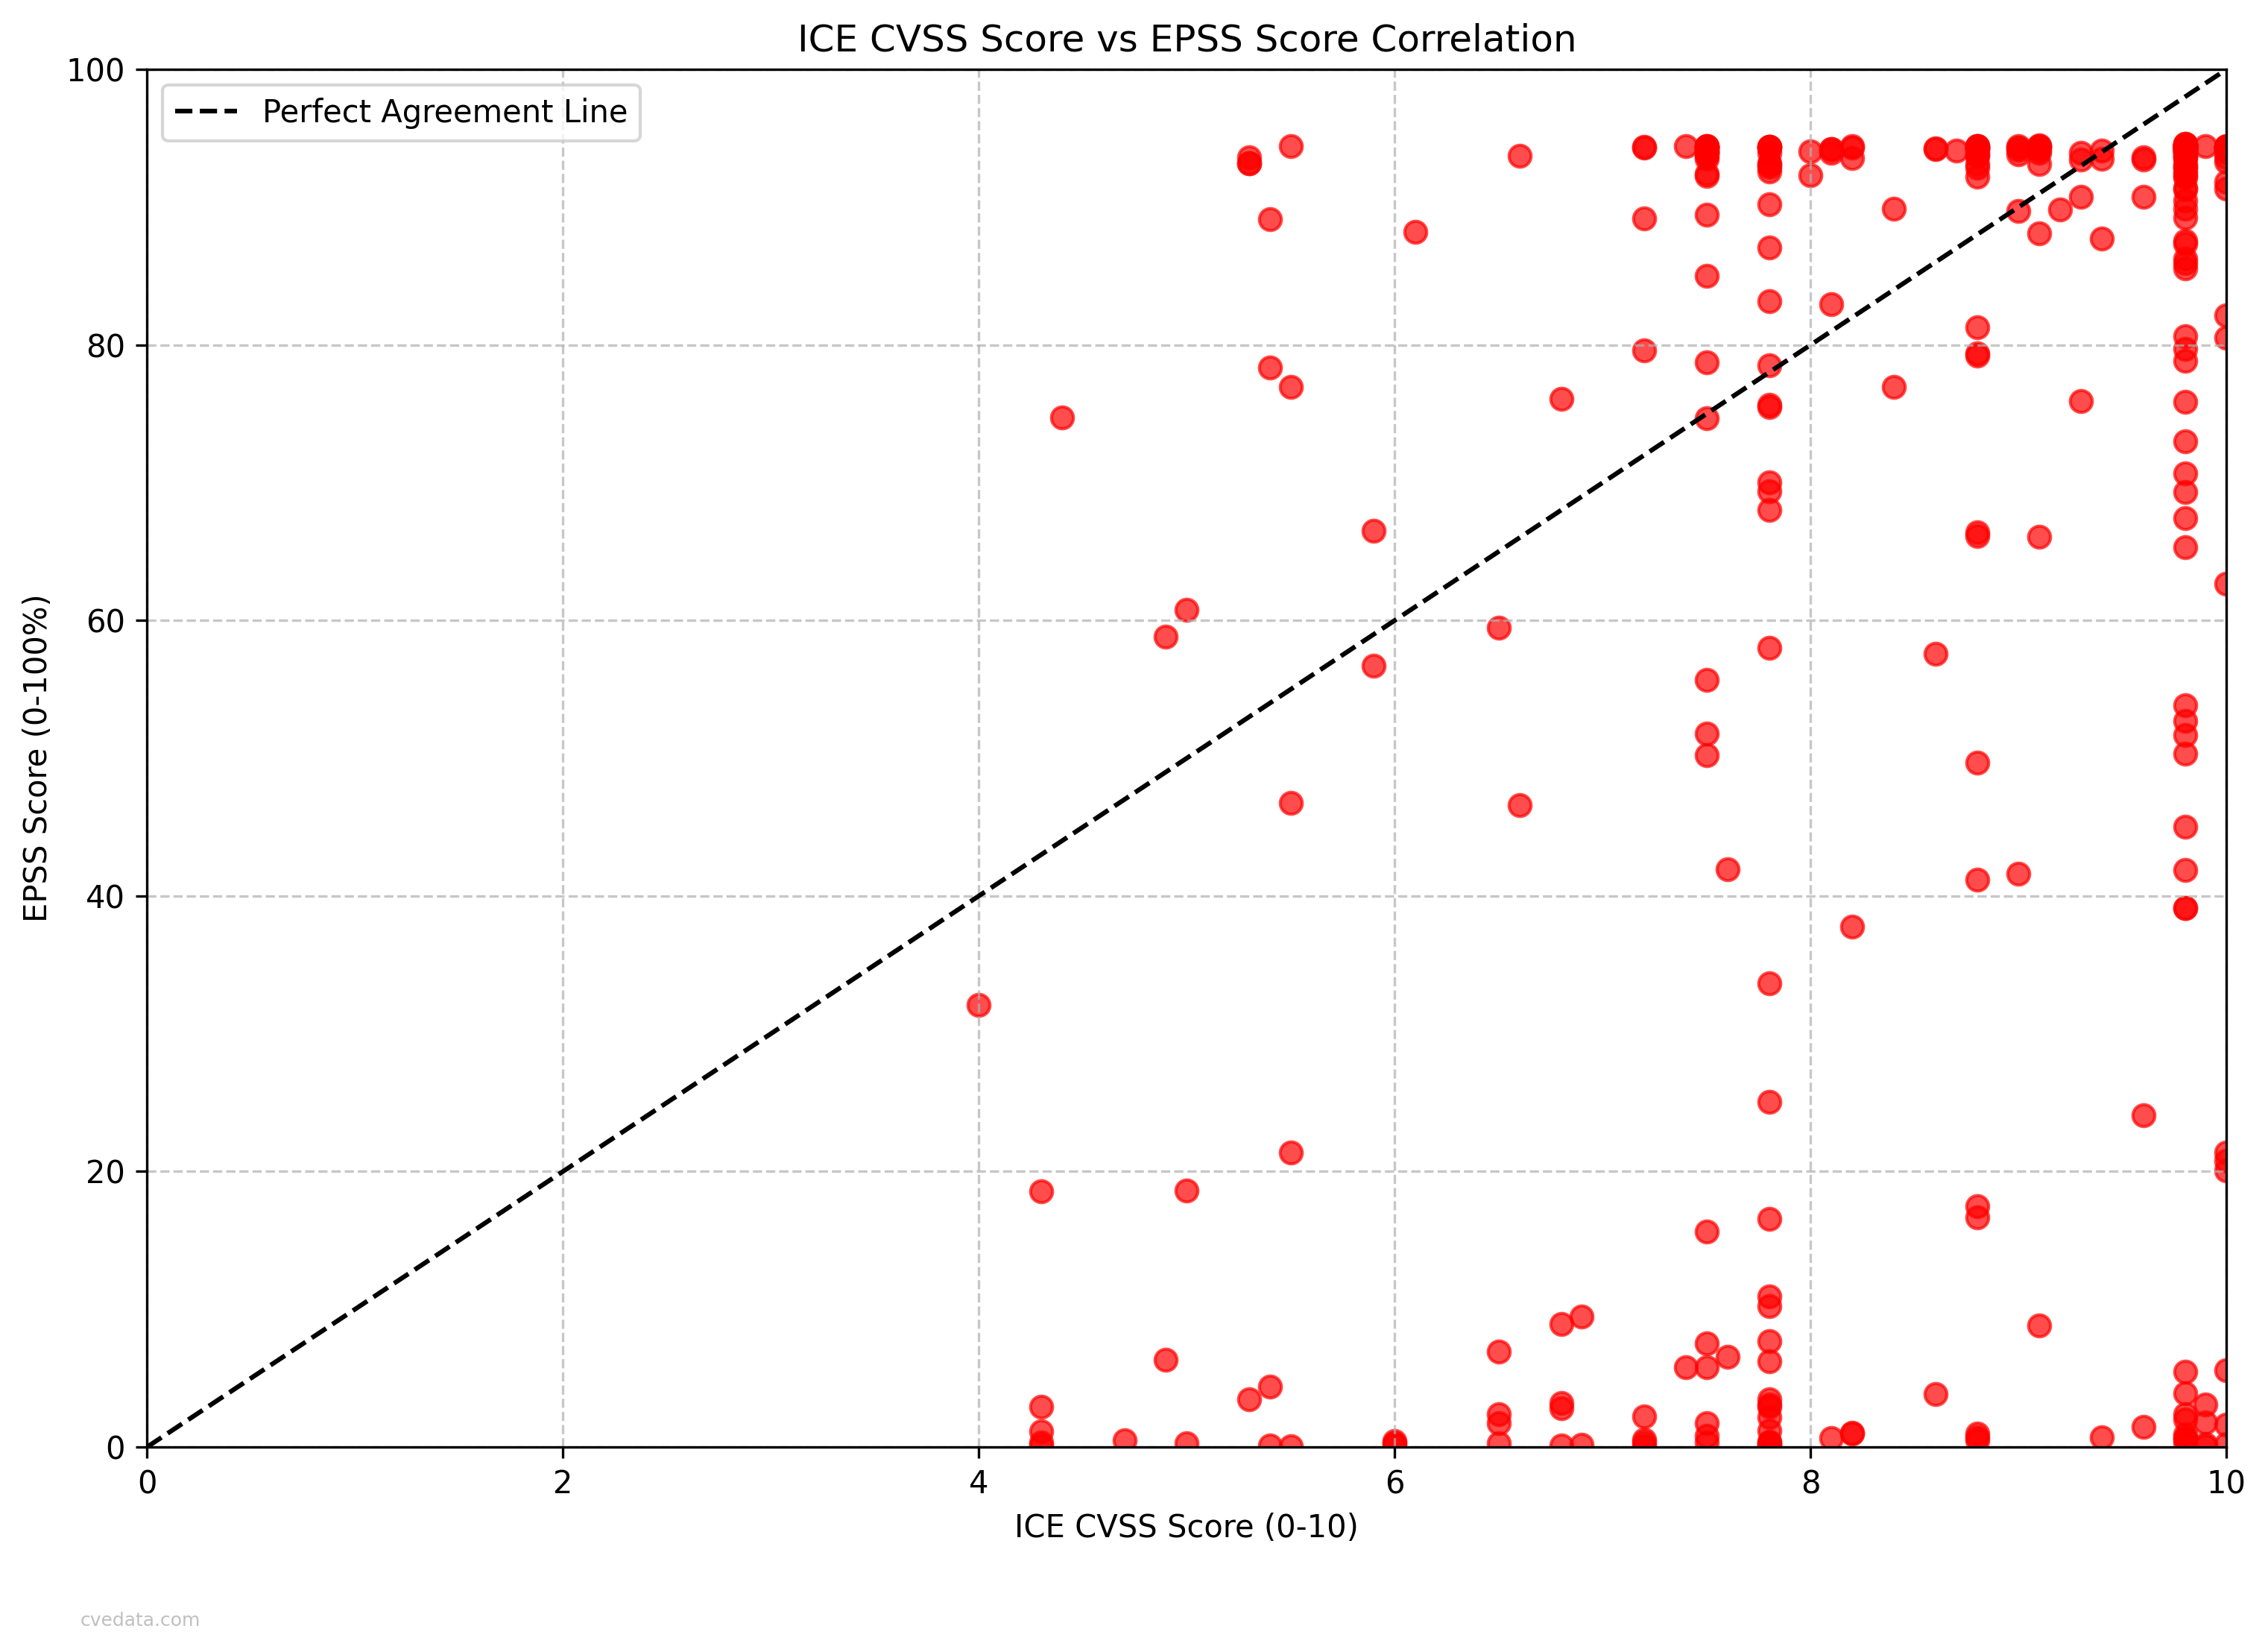 ICE CVSS Score vs EPSS Score Correlation
Perfect Agreement Line
EPSS Score (0-100%)
100
80
60
40
20
0
0 2 4 6 8 10
ICE CVSS Score (0-10)
cvedata.com